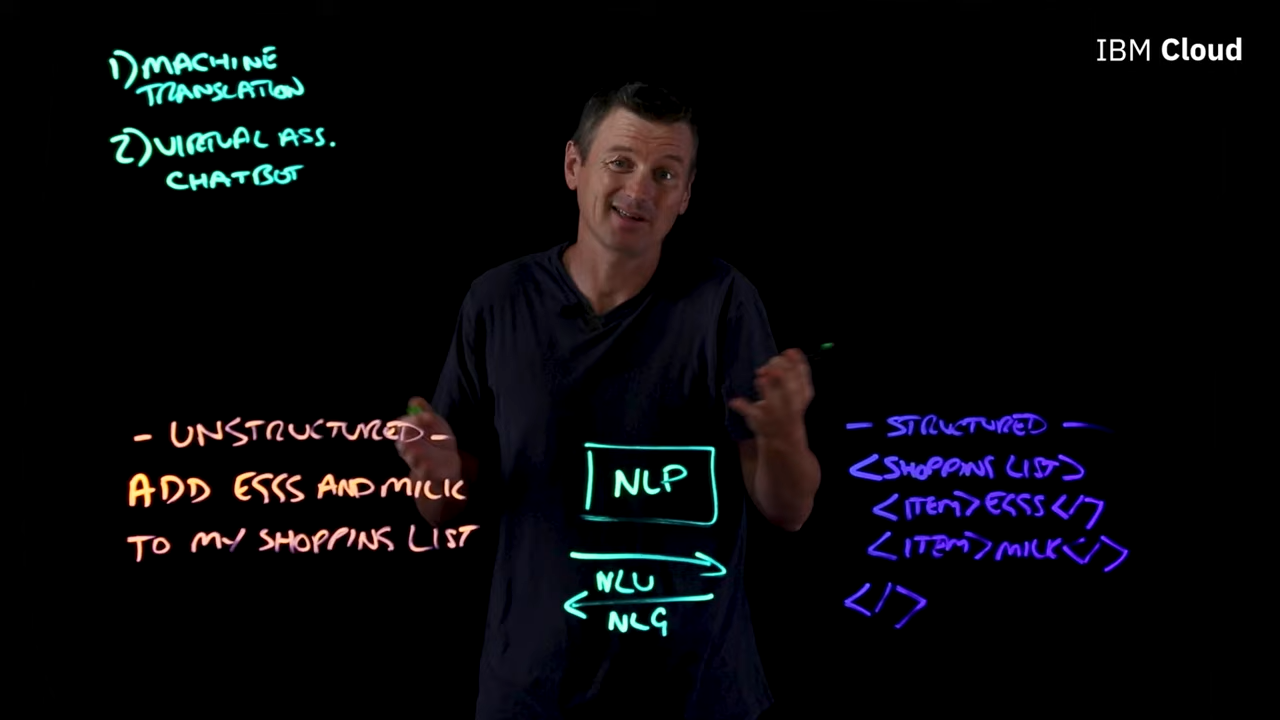 IBM Cloud
1) MACHINE
TRANSLATION
2) VIRTUAL ASS.
CHATBOT
- UNSTRUCTURED -
ADD EGGS AND MILK
TO MY SHOPPING LIST
NLP
NLU
NLG
- STRUCTURED -
<SHOPPING LIST>
<ITEM>EGGS</>
<ITEM>MILK</>
</>